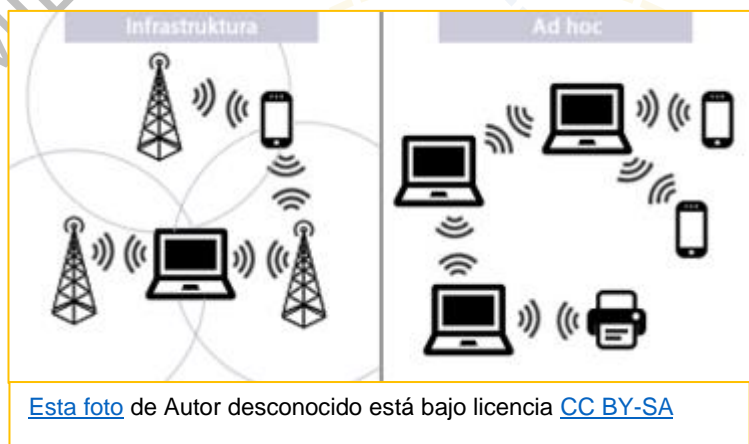 Infrastruktura
Ad hoc
Esta foto de Autor desconocido está bajo licencia CC BY-SA